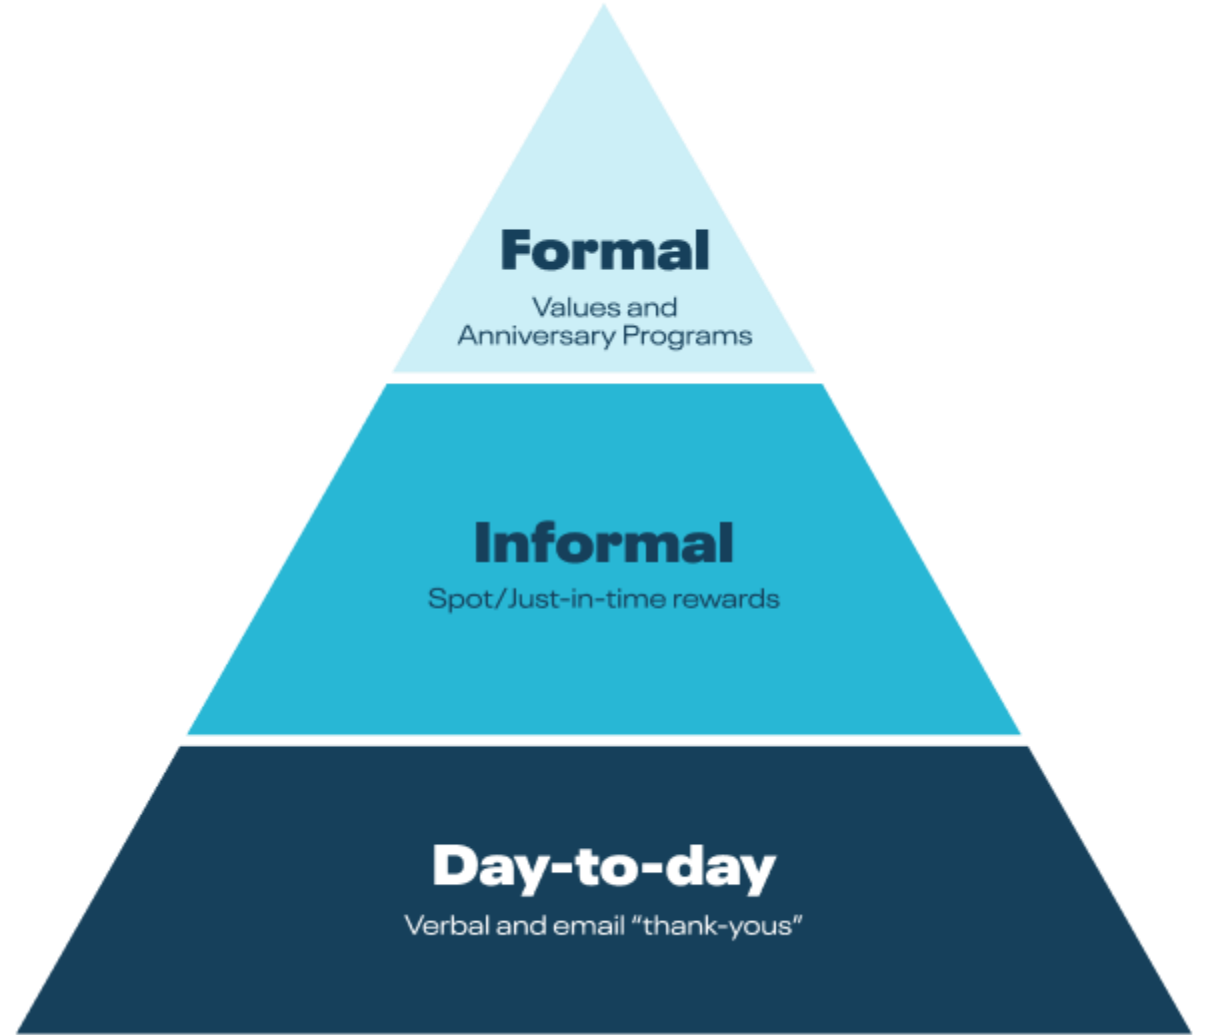 Formal
Values and
Anniversary Programs
Informal
Spot/Just-in-time rewards
Day-to-day
Verbal and email “thank-yous”